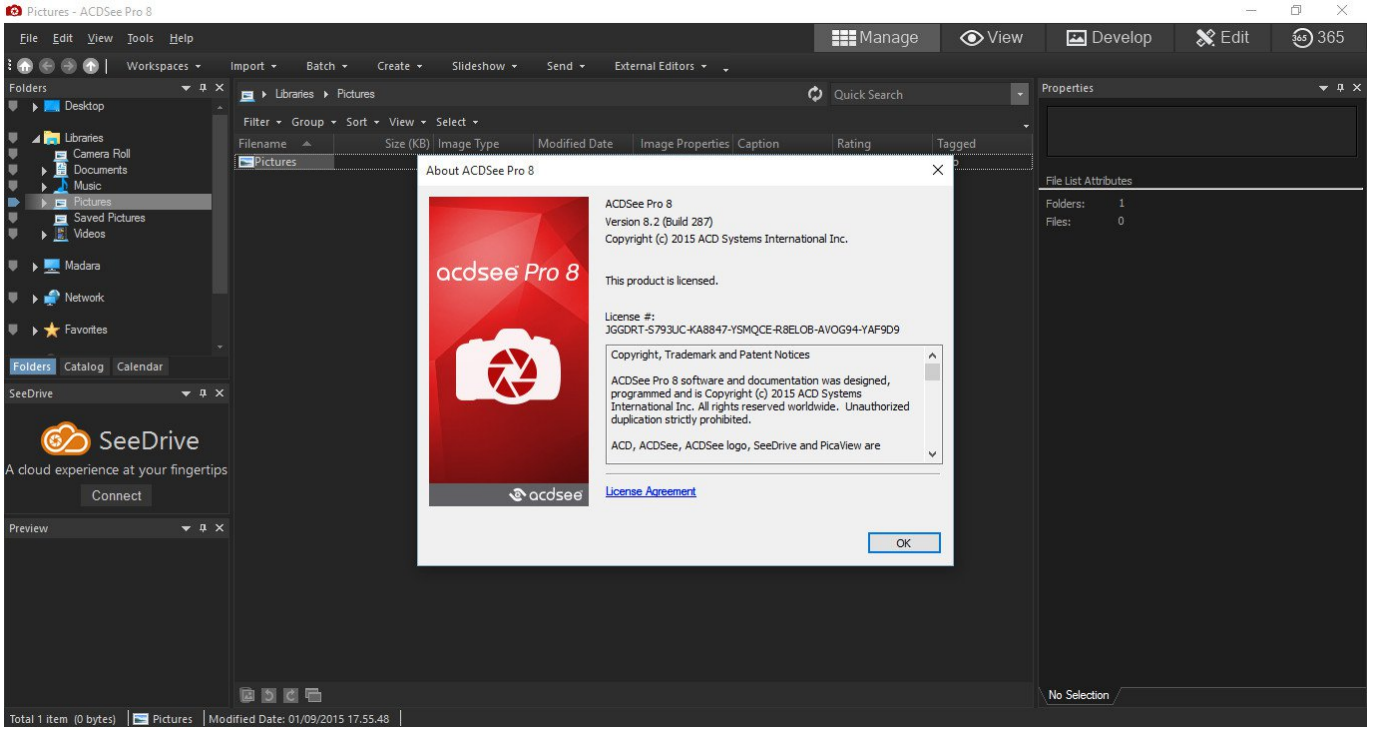 Pictures - ACDSee Pro 8
File Edit View Tools Help
Manage View Develop Edit 365 365
Workspaces Import Batch Create Slideshow Send External Editors
Folders
Desktop
Libraries
Camera Roll
Documents
Music
Pictures
Saved Pictures
Videos
Madara
Network
Favorites
Folders Catalog Calendar
SeeDrive
SeeDrive
A cloud experience at your fingertips
Connect
Preview
Libraries Pictures
Quick Search
Filter Group Sort View Select
Filename Size (KB) Image Type Modified Date Image Properties Caption Rating Tagged
Pictures
About ACDSee Pro 8
acdsee Pro 8
acdsee
ACDSee Pro 8
Version 8.2 (Build 287)
Copyright (c) 2015 ACD Systems International Inc.
This product is licensed.
License #:
JGGDRT-S793UC-KA8847-YSMQCE-R8ELOB-AVOG94-YAF9D9
Copyright, Trademark and Patent Notices
ACDSee Pro 8 software and documentation was designed,
programmed and is Copyright (c) 2015 ACD Systems
International Inc. All rights reserved worldwide. Unauthorized
duplication strictly prohibited.
ACD, ACDSee, ACDSee logo, SeeDrive and PicaView are
License Agreement
OK
Properties
File List Attributes
Folders: 1
Files: 0
No Selection
Total 1 item (0 bytes) Pictures Modified Date: 01/09/2015 17.55.48